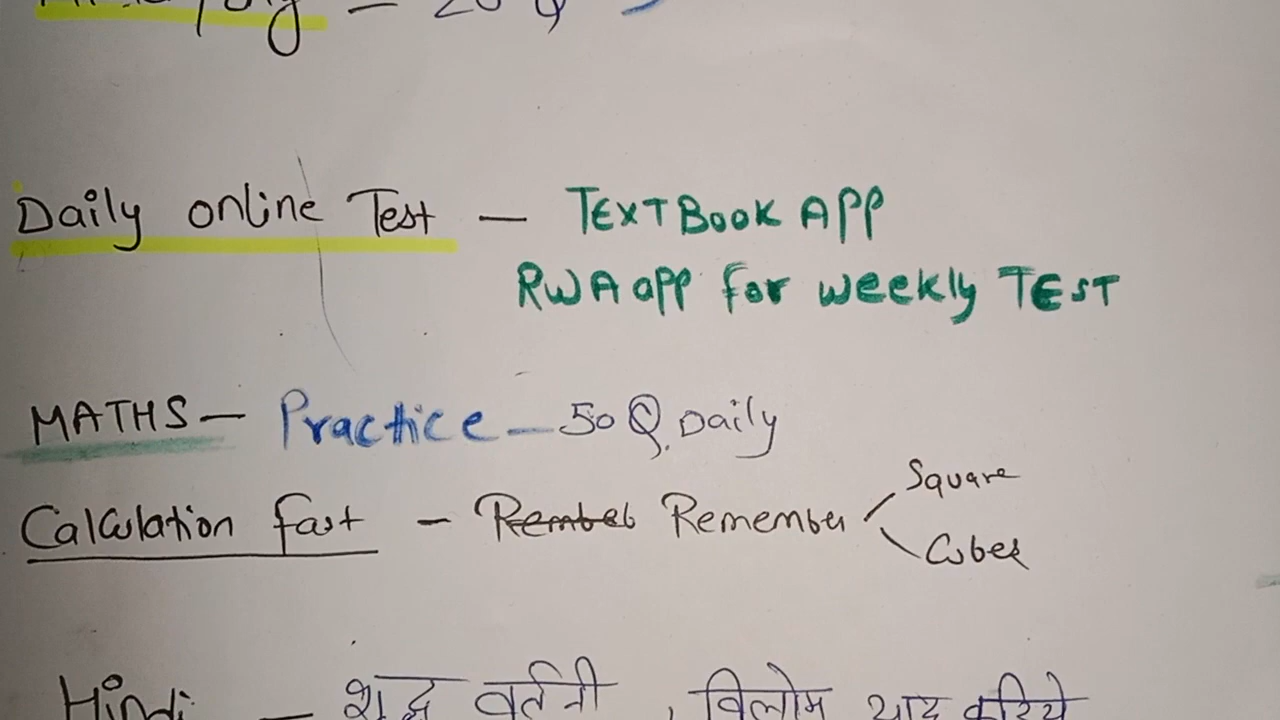 – 20 Q
Daily online Test – TEXTBOOK APP
RWA app for weekly TEST
MATHS – Practice – 50 Q. Daily
Calculation fast – Rembeb Remember Square
Cubes
Hindi – शुद्ध वर्तनी, विलोम याद करिये